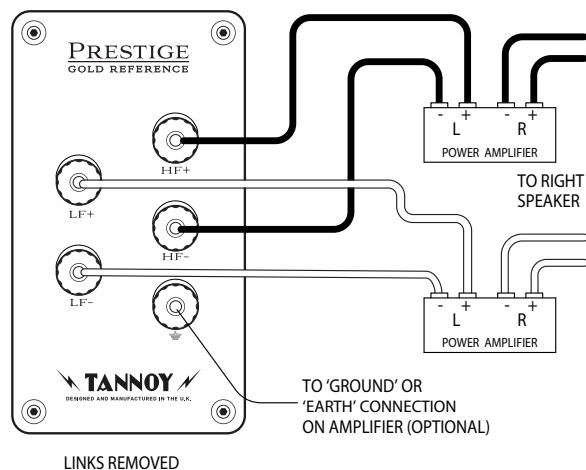 PRESTIGE
GOLD REFERENCE
HF+
LF+
HF-
LF-
TANNOY
DESIGNED AND MANUFACTURED IN THE U.K.
LINKS REMOVED
- + - +
L R
POWER AMPLIFIER
TO RIGHT
SPEAKER
- + - +
L R
POWER AMPLIFIER
TO ‘GROUND’ OR
‘EARTH’ CONNECTION
ON AMPLIFIER (OPTIONAL)